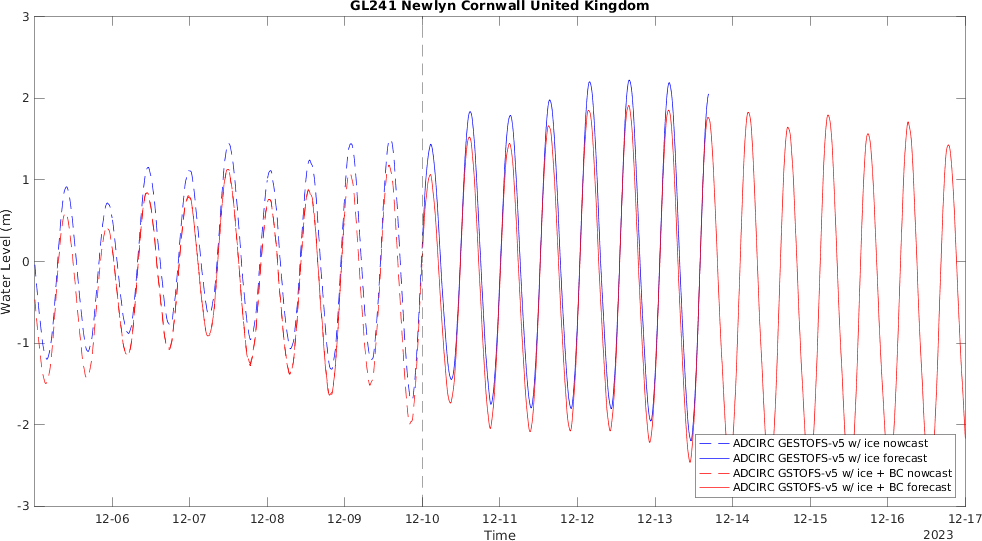 GL241 Newlyn Cornwall United Kingdom
3
2
1
0
-1
-2
-3
Water Level (m)
ADCIRC GESTOFS-v5 w/ ice nowcast
ADCIRC GESTOFS-v5 w/ ice forecast
ADCIRC GSTOFS-v5 w/ ice + BC nowcast
ADCIRC GSTOFS-v5 w/ ice + BC forecast
12-06 12-07 12-08 12-09 12-10 12-11 12-12 12-13 12-14 12-15 12-16 12-17
Time
2023